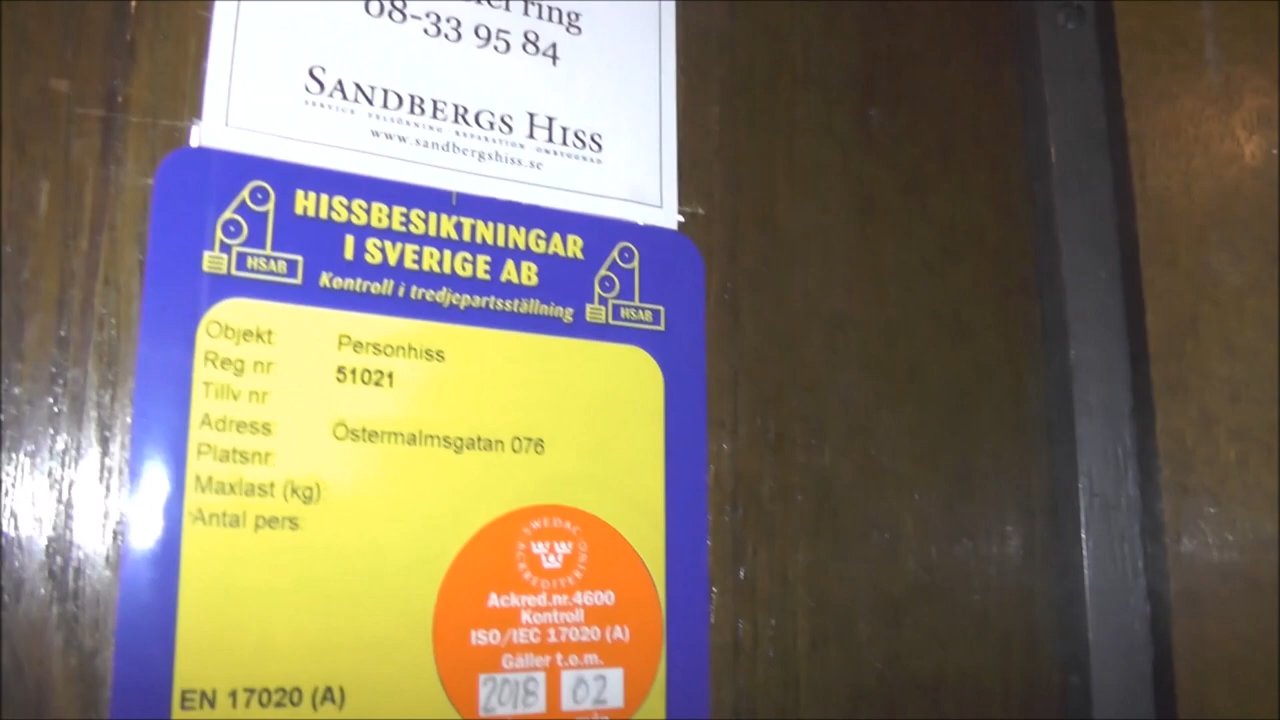 ring
08-33 95 84
SANDBERGS HISS
SERVICE · FELSÖKNING · REPARATION · OMBYGGNAD
www.sandbergshiss.se
HISSBESIKTNINGAR
I SVERIGE AB
Kontroll i tredjepartsställning
HSAB
HSAB
Objekt: Personhiss
Reg nr: 51021
Tillv nr
Adress: Östermalmsgatan 076
Platsnr:
Maxlast (kg):
Antal pers:
SWEDAC
ACKREDITERING
Ackred.nr.4600
Kontroll
ISO/IEC 17020 (A)
Gäller t.o.m.
2018 02
EN 17020 (A)